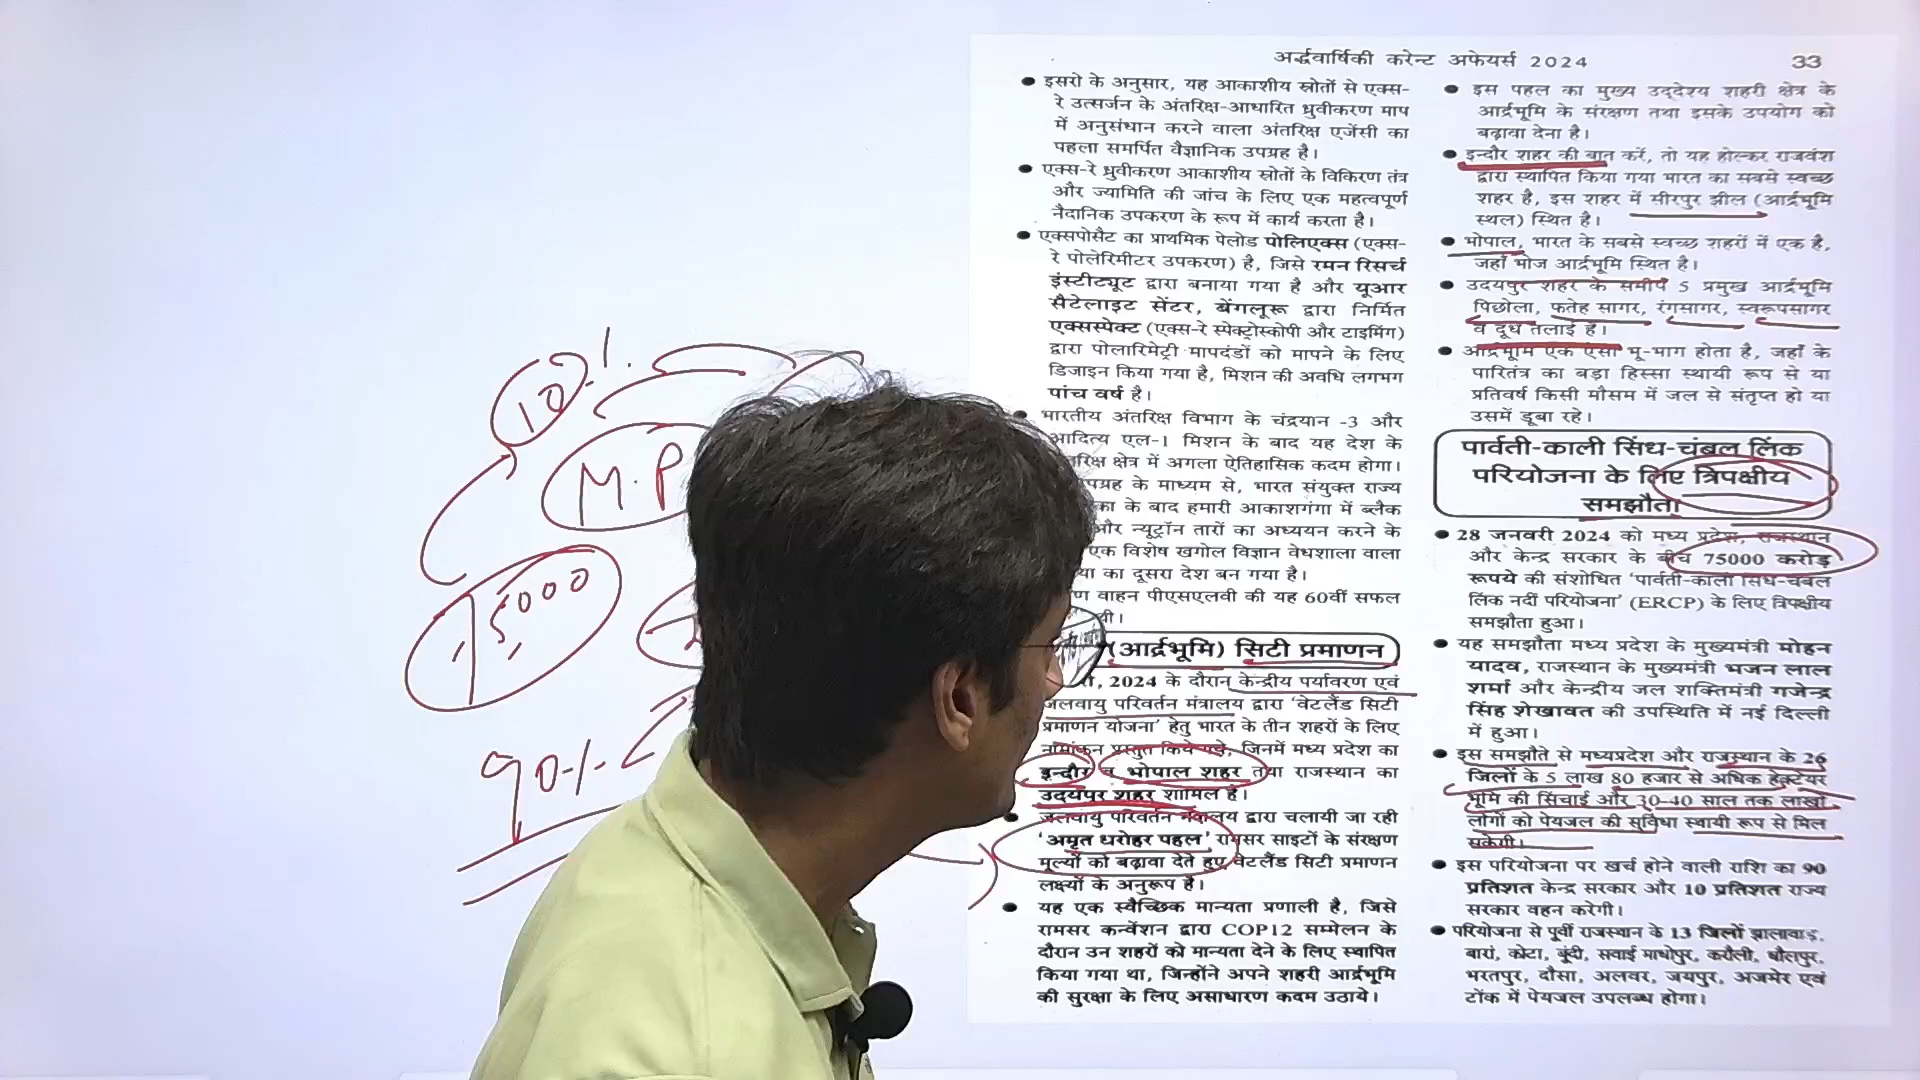 अर्द्धवार्षिकी करेन्ट अफेयर्स 2024
33
● इसरो के अनुसार, यह आकाशीय स्रोतों से एक्स-
रे उत्सर्जन के अंतरिक्ष-आधारित ध्रुवीकरण माप
में अनुसंधान करने वाला अंतरिक्ष एजेंसी का
पहला समर्पित वैज्ञानिक उपग्रह है।
● एक्स-रे ध्रुवीकरण आकाशीय स्रोतों के विकिरण तंत्र
और ज्यामिति की जांच के लिए एक महत्वपूर्ण
नैदानिक उपकरण के रूप में कार्य करता है।
● एक्सपोसैट का प्राथमिक पेलोड पोलिएक्स (एक्स-
रे पोलेरिमीटर उपकरण) है, जिसे रमन रिसर्च
इंस्टीट्यूट द्वारा बनाया गया है और यूआर
सैटेलाइट सेंटर, बेंगलूरू द्वारा निर्मित
एक्सस्पेक्ट (एक्स-रे स्पेक्ट्रोस्कोपी और टाइमिंग)
द्वारा पोलारिमेट्री मापदंडों को मापने के लिए
डिजाइन किया गया है, मिशन की अवधि लगभग
पांच वर्ष है।
● भारतीय अंतरिक्ष विभाग के चंद्रयान -3 और
आदित्य एल-1 मिशन के बाद यह देश के
क्षेत्र में अगला ऐतिहासिक कदम होगा।
के माध्यम से, भारत संयुक्त राज्य
के बाद हमारी आकाशगंगा में ब्लैक
और न्यूट्रॉन तारों का अध्ययन करने के
एक विशेष खगोल विज्ञान वेधशाला वाला
का दूसरा देश बन गया है।
वाहन पीएसएलवी की यह 60वीं सफल
(आर्द्रभूमि) सिटी प्रमाणन
2024 के दौरान केन्द्रीय पर्यावरण एवं
जलवायु परिवर्तन मंत्रालय द्वारा 'वेटलैंड सिटी
प्रमाणन योजना' हेतु भारत के तीन शहरों के लिए
नामांकन प्रस्तुत किये गये, जिनमें मध्य प्रदेश का
इन्दौर व भोपाल शहर तथा राजस्थान का
उदयपुर शहर शामिल है।
● जलवायु परिवर्तन मंत्रालय द्वारा चलायी जा रही
'अमृत धरोहर पहल' रामसर साइटों के संरक्षण
मूल्यों को बढ़ावा देते हुए वेटलैंड सिटी प्रमाणन
लक्ष्यों के अनुरूप है।
● यह एक स्वैच्छिक मान्यता प्रणाली है, जिसे
रामसर कन्वेंशन द्वारा COP12 सम्मेलन के
दौरान उन शहरों को मान्यता देने के लिए स्थापित
किया गया था, जिन्होंने अपने शहरी आर्द्रभूमि
की सुरक्षा के लिए असाधारण कदम उठाये।
● इस पहल का मुख्य उद्देश्य शहरी क्षेत्र के
आर्द्रभूमि के संरक्षण तथा इसके उपयोग को
बढ़ावा देना है।
● इन्दौर शहर की बात करें, तो यह होल्कर राजवंश
द्वारा स्थापित किया गया भारत का सबसे स्वच्छ
शहर है, इस शहर में सीरपुर झील (आर्द्रभूमि
स्थल) स्थित है।
● भोपाल, भारत के सबसे स्वच्छ शहरों में एक है,
जहाँ भोज आर्द्रभूमि स्थित है।
● उदयपुर शहर के समीप 5 प्रमुख आर्द्रभूमि
पिछोला, फतेह सागर, रंगसागर, स्वरूपसागर
व दूध तलाई है।
● आर्द्रभूमि एक ऐसा भू-भाग होता है, जहाँ के
पारितंत्र का बड़ा हिस्सा स्थायी रूप से या
प्रतिवर्ष किसी मौसम में जल से संतृप्त हो या
उसमें डूबा रहे।
पार्वती-काली सिंध-चंबल लिंक
परियोजना के लिए त्रिपक्षीय
समझौता
● 28 जनवरी 2024 को मध्य प्रदेश, राजस्थान
और केन्द्र सरकार के बीच 75000 करोड़
रूपये की संशोधित 'पार्वती-काली सिंध-चंबल
लिंक नदी परियोजना' (ERCP) के लिए त्रिपक्षीय
समझौता हुआ।
● यह समझौता मध्य प्रदेश के मुख्यमंत्री मोहन
यादव, राजस्थान के मुख्यमंत्री भजन लाल
शर्मा और केन्द्रीय जल शक्तिमंत्री गजेन्द्र
सिंह शेखावत की उपस्थिति में नई दिल्ली
में हुआ।
● इस समझौते से मध्यप्रदेश और राजस्थान के 26
जिलों के 5 लाख 80 हजार से अधिक हेक्टेयर
भूमि की सिंचाई और 30-40 साल तक लाखों
लोगों को पेयजल की सुविधा स्थायी रूप से मिल
सकेगी।
● इस परियोजना पर खर्च होने वाली राशि का 90
प्रतिशत केन्द्र सरकार और 10 प्रतिशत राज्य
सरकार वहन करेगी।
● परियोजना से पूर्वी राजस्थान के 13 जिलों झालावाड़,
बारां, कोटा, बूंदी, सवाई माधोपुर, करौली, धौलपुर,
भरतपुर, दौसा, अलवर, जयपुर, अजमेर एवं
टोंक में पेयजल उपलब्ध होगा।
10%
M.P
90%